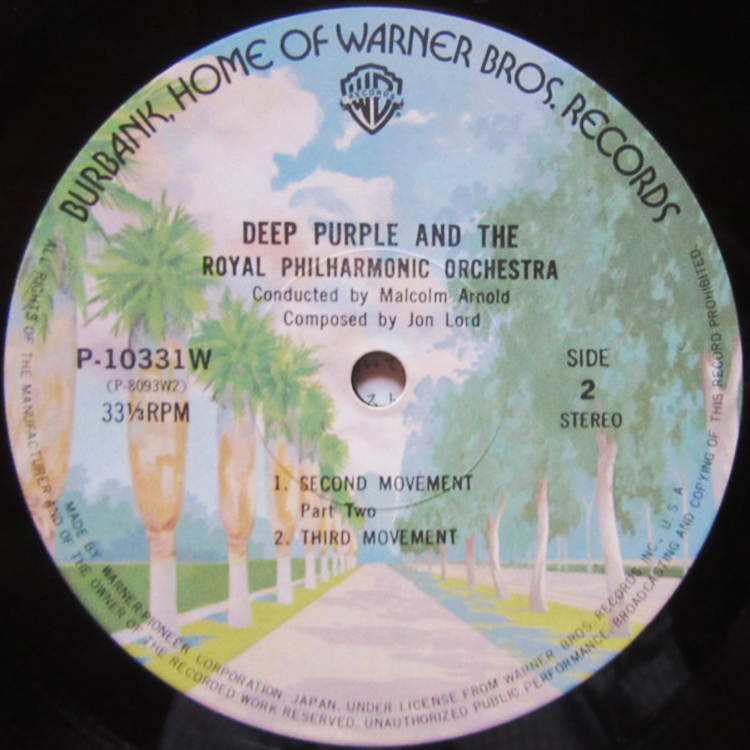 BURBANK, HOME OF WARNER BROS. RECORDS
RECORDS
DEEP PURPLE AND THE
ROYAL PHILHARMONIC ORCHESTRA
Conducted by Malcolm Arnold
Composed by Jon Lord
P-10331W
(P-8093W2)
33⅓RPM
SIDE
2
STEREO
1. SECOND MOVEMENT
Part Two
2. THIRD MOVEMENT
MADE BY WARNER-PIONEER CORPORATION, JAPAN, UNDER LICENSE FROM WARNER BROS RECORDS INC., U.S.A
ALL RIGHTS OF THE MANUFACTURER AND OF THE OWNER OF THE RECORDED WORK RESERVED. UNAUTHORIZED PUBLIC PERFORMANCE, BROADCASTING AND COPYING OF THIS RECORD PROHIBITED.